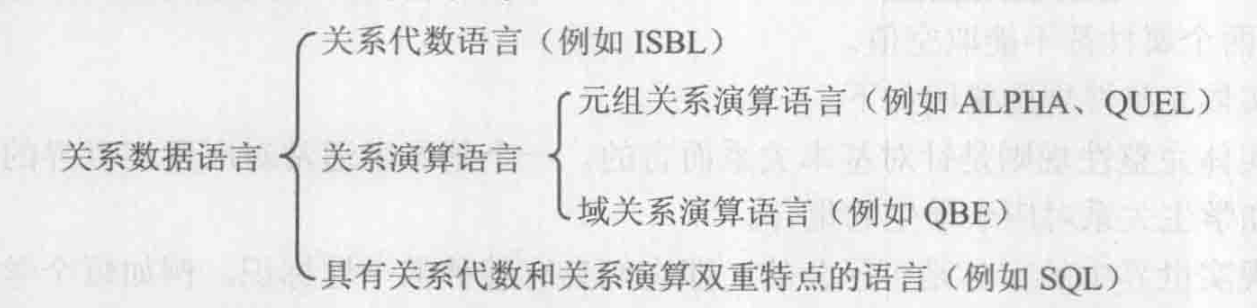 关系代数语言（例如 ISBL）
元组关系演算语言（例如 ALPHA、QUEL）
关系数据语言 关系演算语言
域关系演算语言（例如 QBE）
具有关系代数和关系演算双重特点的语言（例如 SQL）